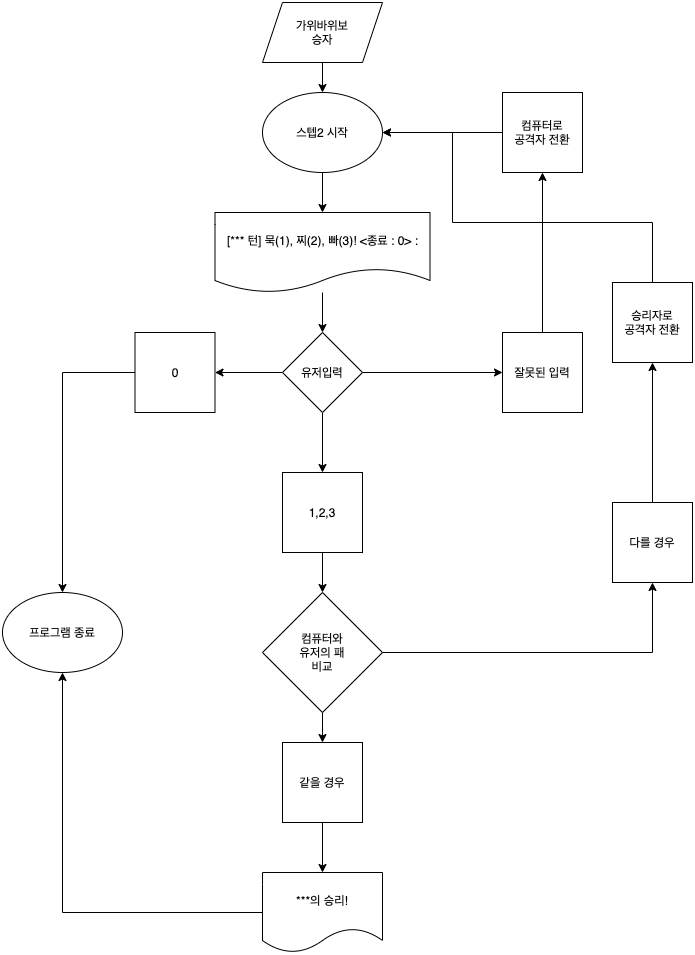 가위바위보
승자
스텝2 시작
컴퓨터로
공격자 전환
[*** 턴] 묵(1), 찌(2), 빠(3)! <종료 : 0> :
승리자로
공격자 전환
0
유저입력
잘못된 입력
1,2,3
다를 경우
프로그램 종료
컴퓨터와
유저의 패
비교
같을 경우
***의 승리!